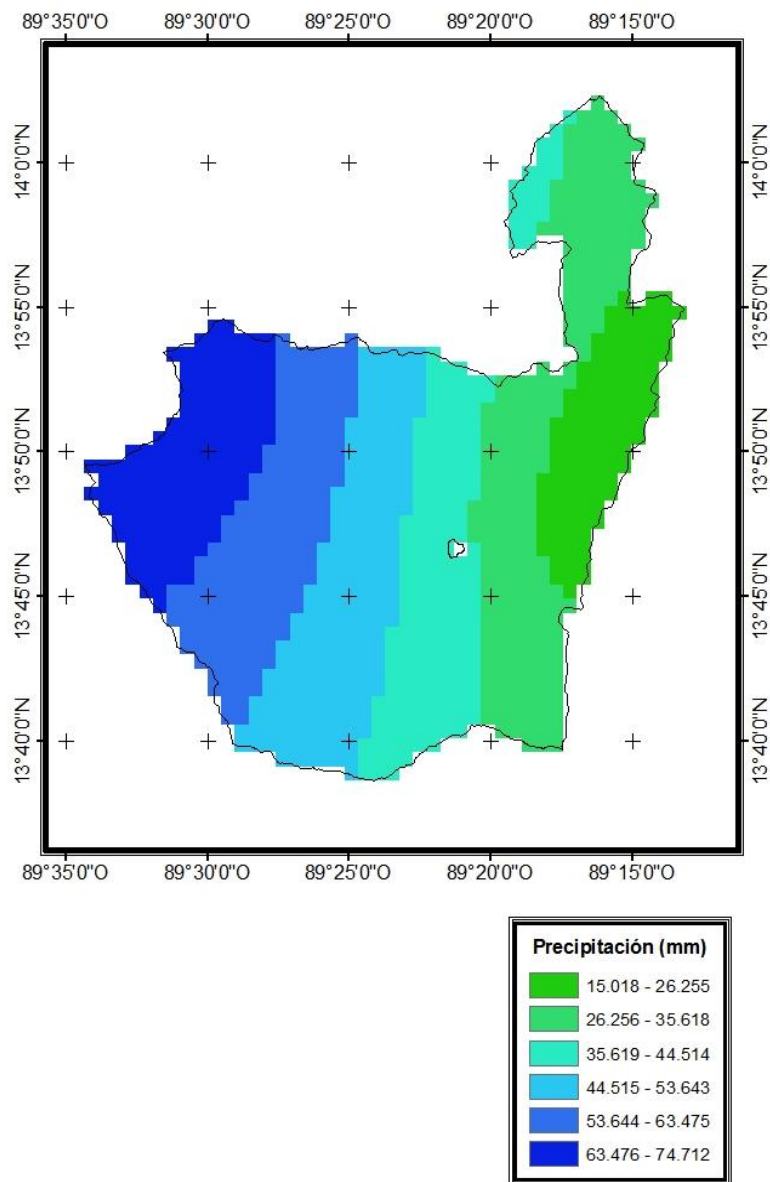 89°35'0"O 89°30'0"O 89°25'0"O 89°20'0"O 89°15'0"O
14°0'0"N 14°0'0"N
13°55'0"N 13°55'0"N
13°50'0"N 13°50'0"N
13°45'0"N 13°45'0"N
13°40'0"N 13°40'0"N
89°35'0"O 89°30'0"O 89°25'0"O 89°20'0"O 89°15'0"O
Precipitación (mm)
15.018 - 26.255
26.256 - 35.618
35.619 - 44.514
44.515 - 53.643
53.644 - 63.475
63.476 - 74.712